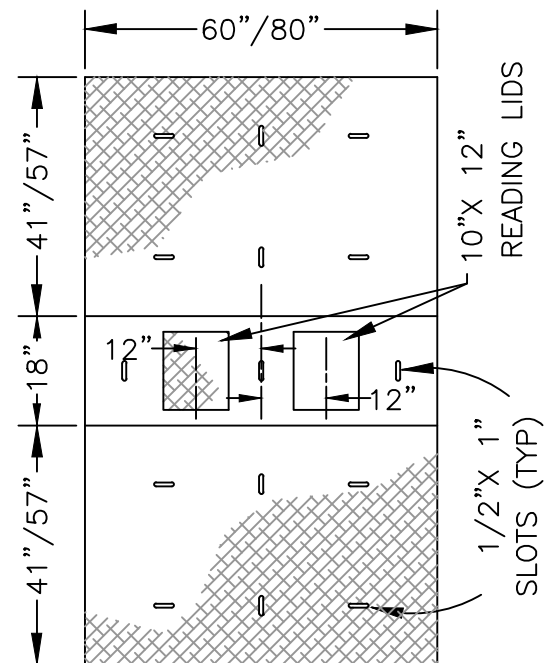 60”/80”
41”/57”
18”
41”/57”
12”
12”
10”X 12”
READING LIDS
1/2”X 1”
SLOTS (TYP)